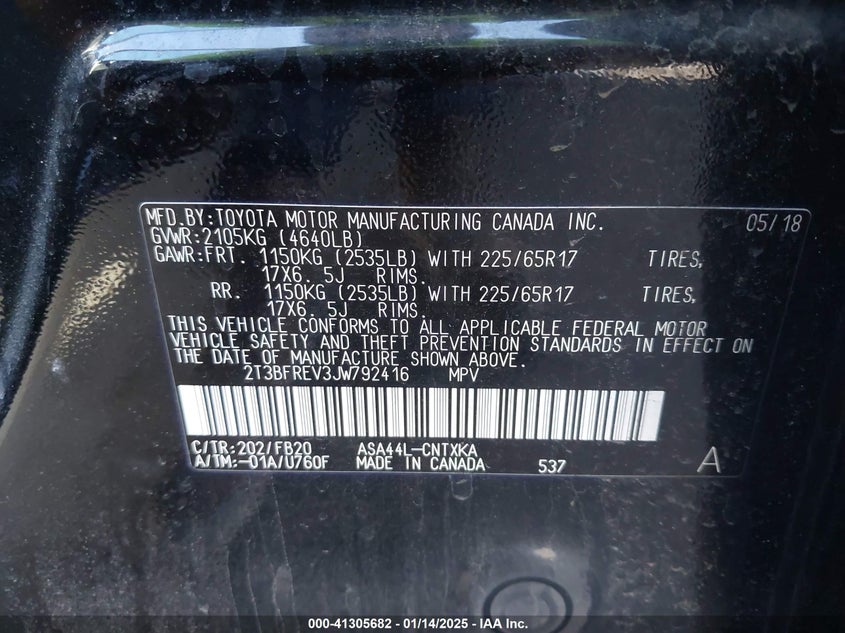 MFD.BY:TOYOTA MOTOR MANUFACTURING CANADA INC. 05/18
GVWR:2105KG (4640LB)
GAWR:FRT. 1150KG (2535LB) WITH 225/65R17 TIRES,
17X6. 5J RIMS.
RR. 1150KG (2535LB) WITH 225/65R17 TIRES,
17X6. 5J RIMS.
THIS VEHICLE CONFORMS TO ALL APPLICABLE FEDERAL MOTOR
VEHICLE SAFETY AND THEFT PREVENTION STANDARDS IN EFFECT ON
THE DATE OF MANUFACTURE SHOWN ABOVE.
2T3BFREV3JW792416 MPV
C/TR:202/FB20 ASA44L-CNTXKA
A/TM:-01A/U760F MADE IN CANADA 537 A
000-41305682 - 01/14/2025 - IAA Inc.